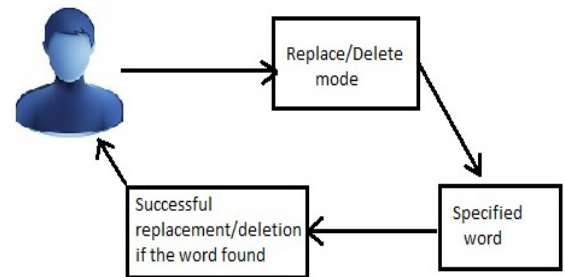 Replace/Delete
mode
Specified
word
Successful
replacement/deletion
if the word found